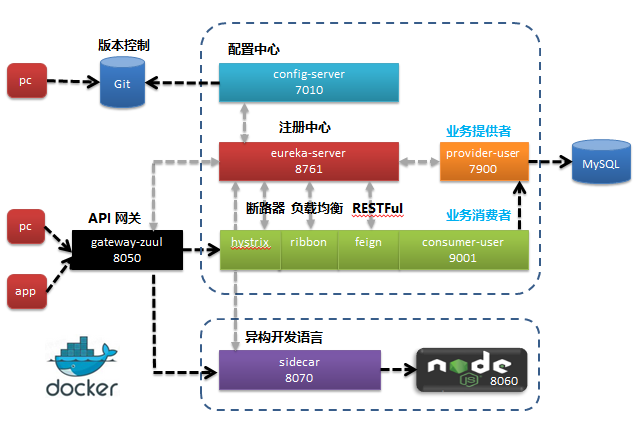 版本控制
配置中心
pc
Git
config-server
7010
注册中心
业务提供者
eureka-server
8761
provider-user
7900
MySQL
断路器 负载均衡 RESTFul
业务消费者
API 网关
pc
gateway-zuul
8050
hystrix
ribbon
feign
consumer-user
9001
app
异构开发语言
sidecar
8070
node
JS
8060
docker